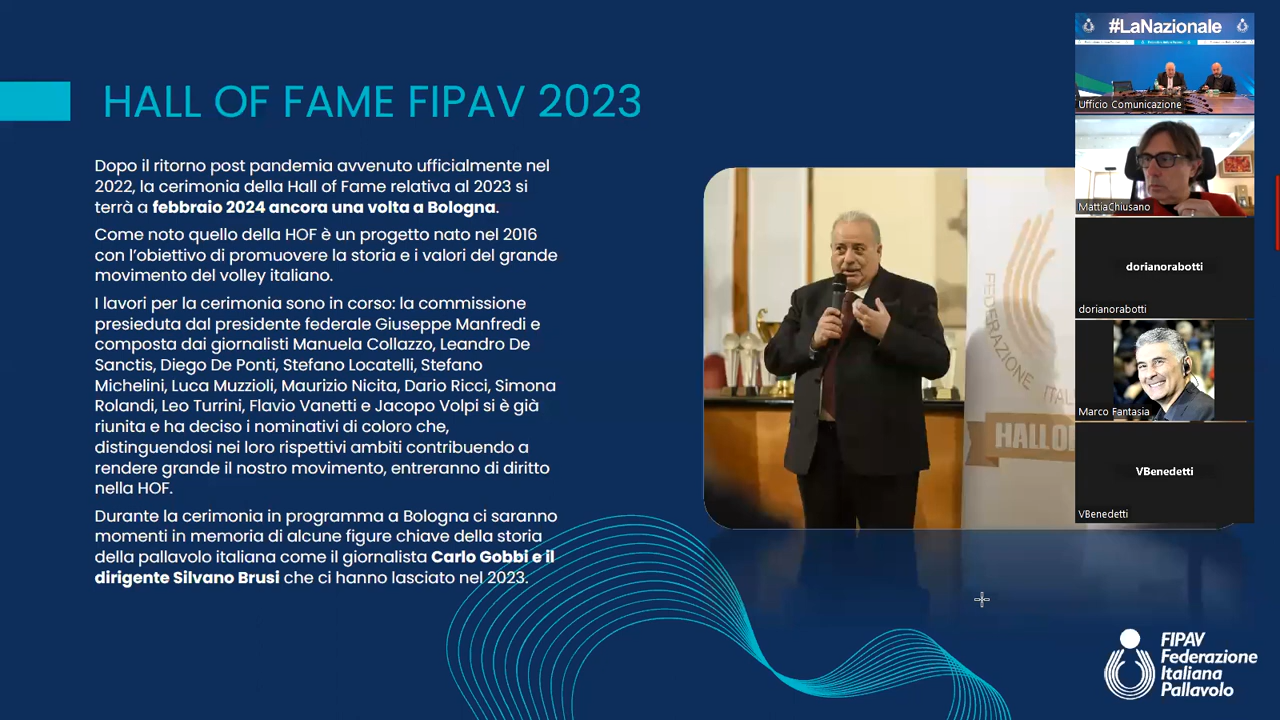 HALL OF FAME FIPAV 2023
Dopo il ritorno post pandemia avvenuto ufficialmente nel
2022, la cerimonia della Hall of Fame relativa al 2023 si
terrà a febbraio 2024 ancora una volta a Bologna.
Come noto quello della HOF è un progetto nato nel 2016
con l'obiettivo di promuovere la storia e i valori del grande
movimento del volley italiano.
I lavori per la cerimonia sono in corso: la commissione
presieduta dal presidente federale Giuseppe Manfredi e
composta dai giornalisti Manuela Collazzo, Leandro De
Sanctis, Diego De Ponti, Stefano Locatelli, Stefano
Michelini, Luca Muzzioli, Maurizio Nicita, Dario Ricci, Simona
Rolandi, Leo Turrini, Flavio Vanetti e Jacopo Volpi si è già
riunita e ha deciso i nominativi di coloro che,
distinguendosi nei loro rispettivi ambiti contribuendo a
rendere grande il nostro movimento, entreranno di diritto
nella HOF.
Durante la cerimonia in programma a Bologna ci saranno
momenti in memoria di alcune figure chiave della storia
della pallavolo italiana come il giornalista Carlo Gobbi e il
dirigente Silvano Brusi che ci hanno lasciato nel 2023.
FEDERAZIONE ITAL
HALL OF
#LaNazionale
Ufficio Comunicazione
MattiaChiusano
dorianorabotti
dorianorabotti
Marco Fantasia
VBenedetti
VBenedetti
FIPAV
Federazione
Italiana
Pallavolo